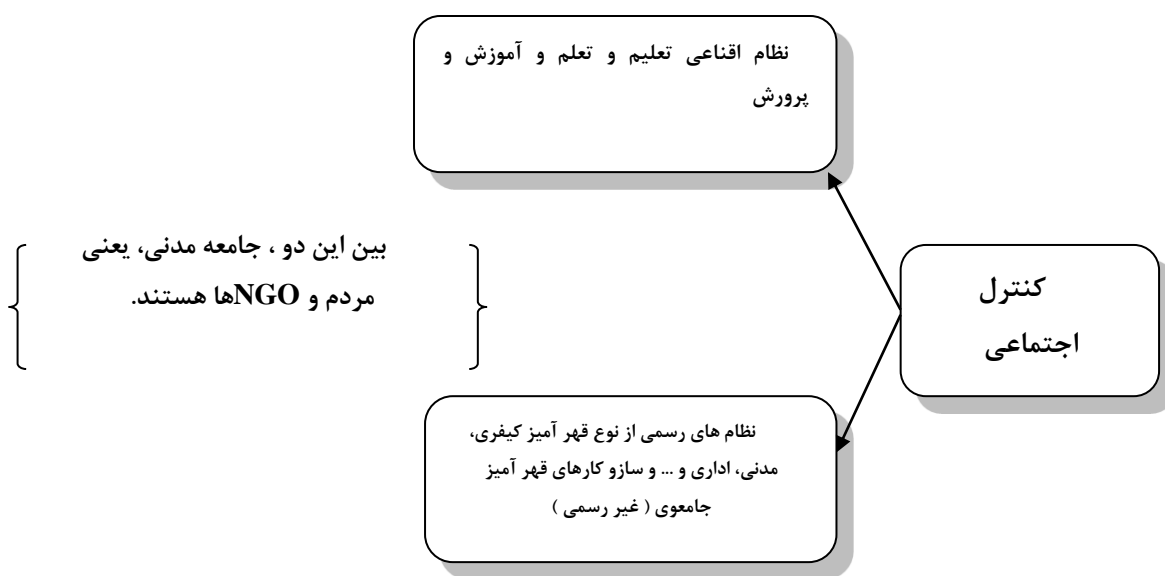 نظام اقناعی تعلیم و تعلم و آموزش و
پرورش
کنترل
اجتماعی
بین این دو ، جامعه مدنی، یعنی
مردم و NGOها هستند.
نظام های رسمی از نوع قهر آمیز کیفری،
مدنی، اداری و ... و سازو کارهای قهر آمیز
جامعوی ( غیر رسمی )